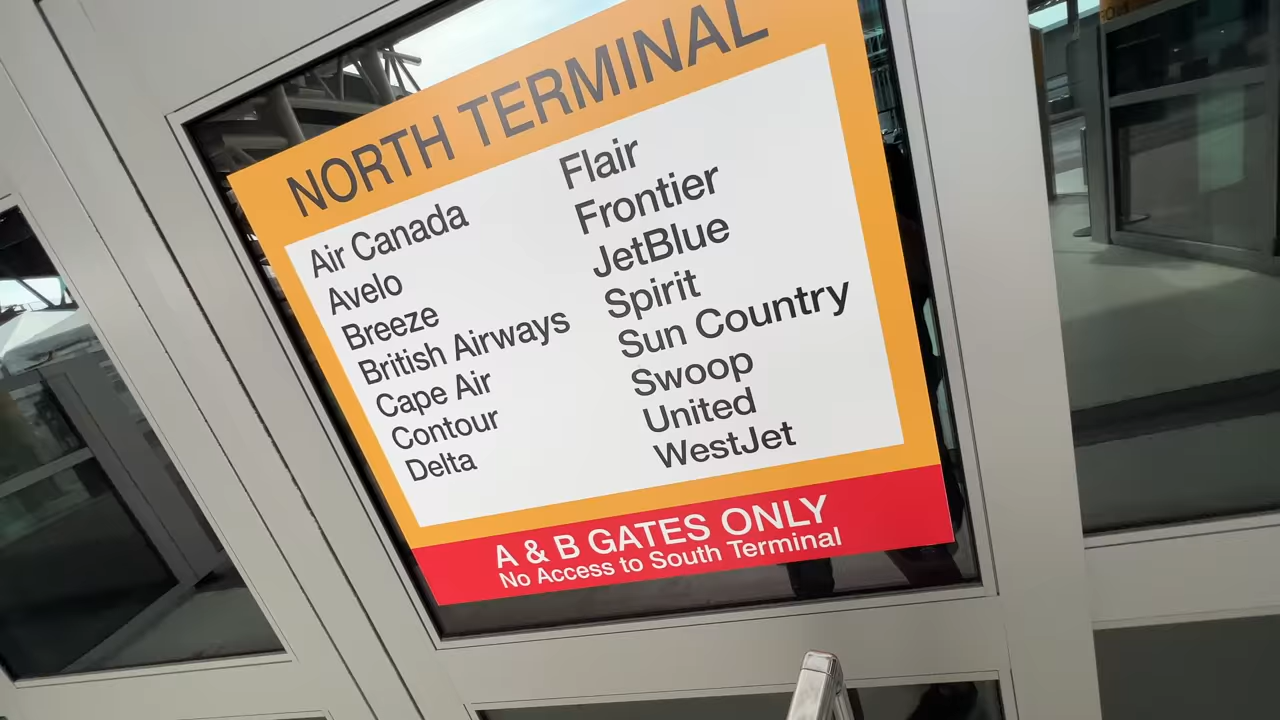 NORTH TERMINAL
Air Canada
Avelo
Breeze
British Airways
Cape Air
Contour
Delta
Flair
Frontier
JetBlue
Spirit
Sun Country
Swoop
United
WestJet
A & B GATES ONLY
No Access to South Terminal